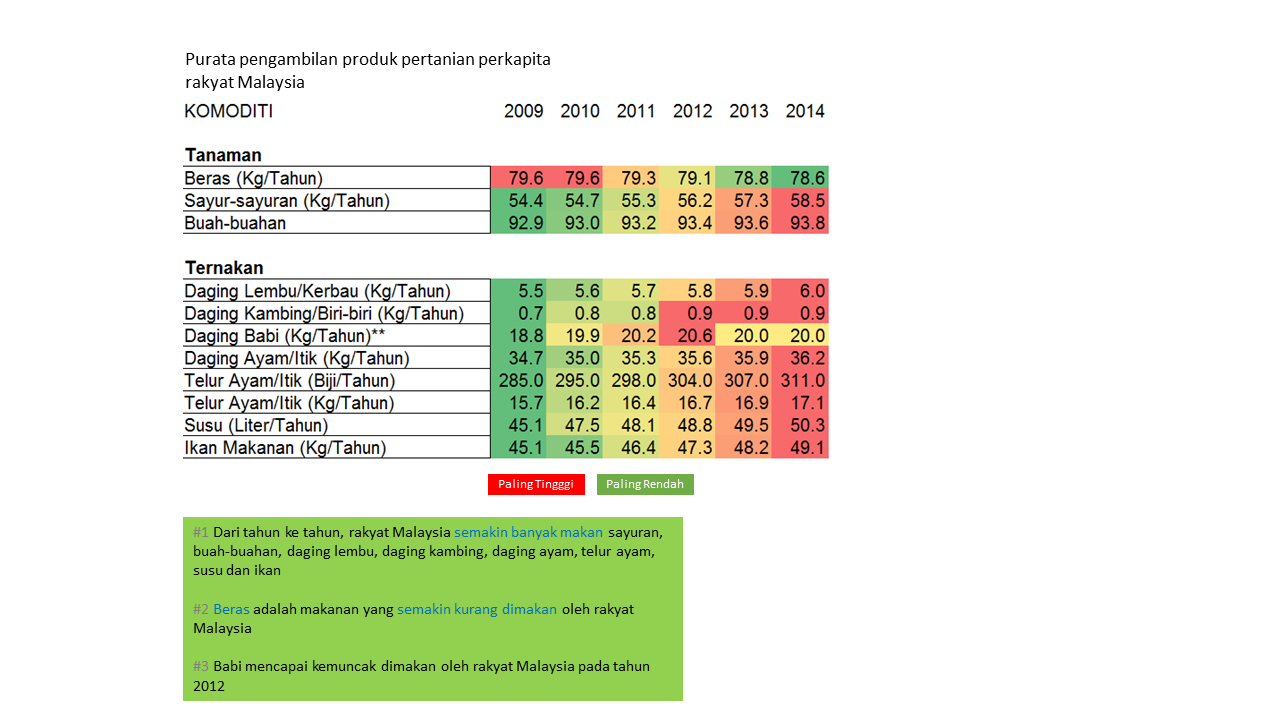 Purata pengambilan produk pertanian perkapita
rakyat Malaysia
KOMODITI 2009 2010 2011 2012 2013 2014
Tanaman
Beras (Kg/Tahun) 79.6 79.6 79.3 79.1 78.8 78.6
Sayur-sayuran (Kg/Tahun) 54.4 54.7 55.3 56.2 57.3 58.5
Buah-buahan 92.9 93.0 93.2 93.4 93.6 93.8
Ternakan
Daging Lembu/Kerbau (Kg/Tahun) 5.5 5.6 5.7 5.8 5.9 6.0
Daging Kambing/Biri-biri (Kg/Tahun) 0.7 0.8 0.8 0.9 0.9 0.9
Daging Babi (Kg/Tahun)** 18.8 19.9 20.2 20.6 20.0 20.0
Daging Ayam/Itik (Kg/Tahun) 34.7 35.0 35.3 35.6 35.9 36.2
Telur Ayam/Itik (Biji/Tahun) 285.0 295.0 298.0 304.0 307.0 311.0
Telur Ayam/Itik (Kg/Tahun) 15.7 16.2 16.4 16.7 16.9 17.1
Susu (Liter/Tahun) 45.1 47.5 48.1 48.8 49.5 50.3
Ikan Makanan (Kg/Tahun) 45.1 45.5 46.4 47.3 48.2 49.1
Paling Tingggi Paling Rendah
#1 Dari tahun ke tahun, rakyat Malaysia semakin banyak makan sayuran,
buah-buahan, daging lembu, daging kambing, daging ayam, telur ayam,
susu dan ikan
#2 Beras adalah makanan yang semakin kurang dimakan oleh rakyat
Malaysia
#3 Babi mencapai kemuncak dimakan oleh rakyat Malaysia pada tahun
2012